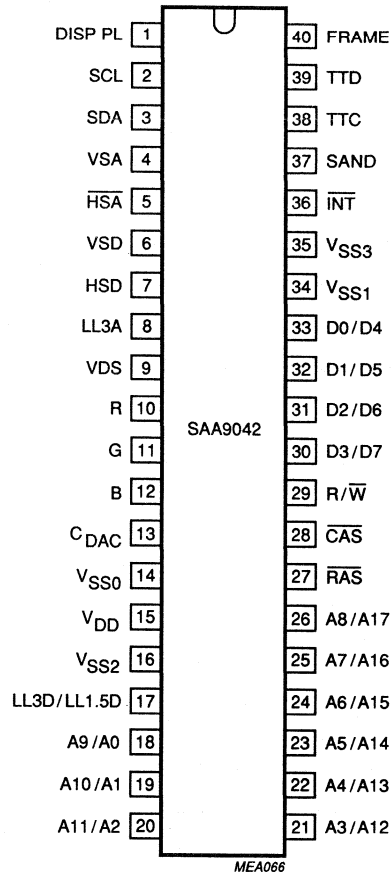 DISP PL 1 40 FRAME
SCL 2 39 TTD
SDA 3 38 TTC
VSA 4 37 SAND
H̅S̅A̅ 5 36 I̅N̅T̅
VSD 6 35 VSS3
HSD 7 34 VSS1
LL3A 8 33 D0/D4
VDS 9 32 D1/D5
R 10 31 D2/D6
SAA9042
G 11 30 D3/D7
B 12 29 R/W̅
CDAC 13 28 C̅A̅S̅
VSS0 14 27 R̅A̅S̅
VDD 15 26 A8/A17
VSS2 16 25 A7/A16
LL3D/LL1.5D 17 24 A6/A15
A9/A0 18 23 A5/A14
A10/A1 19 22 A4/A13
A11/A2 20 21 A3/A12
MEA066